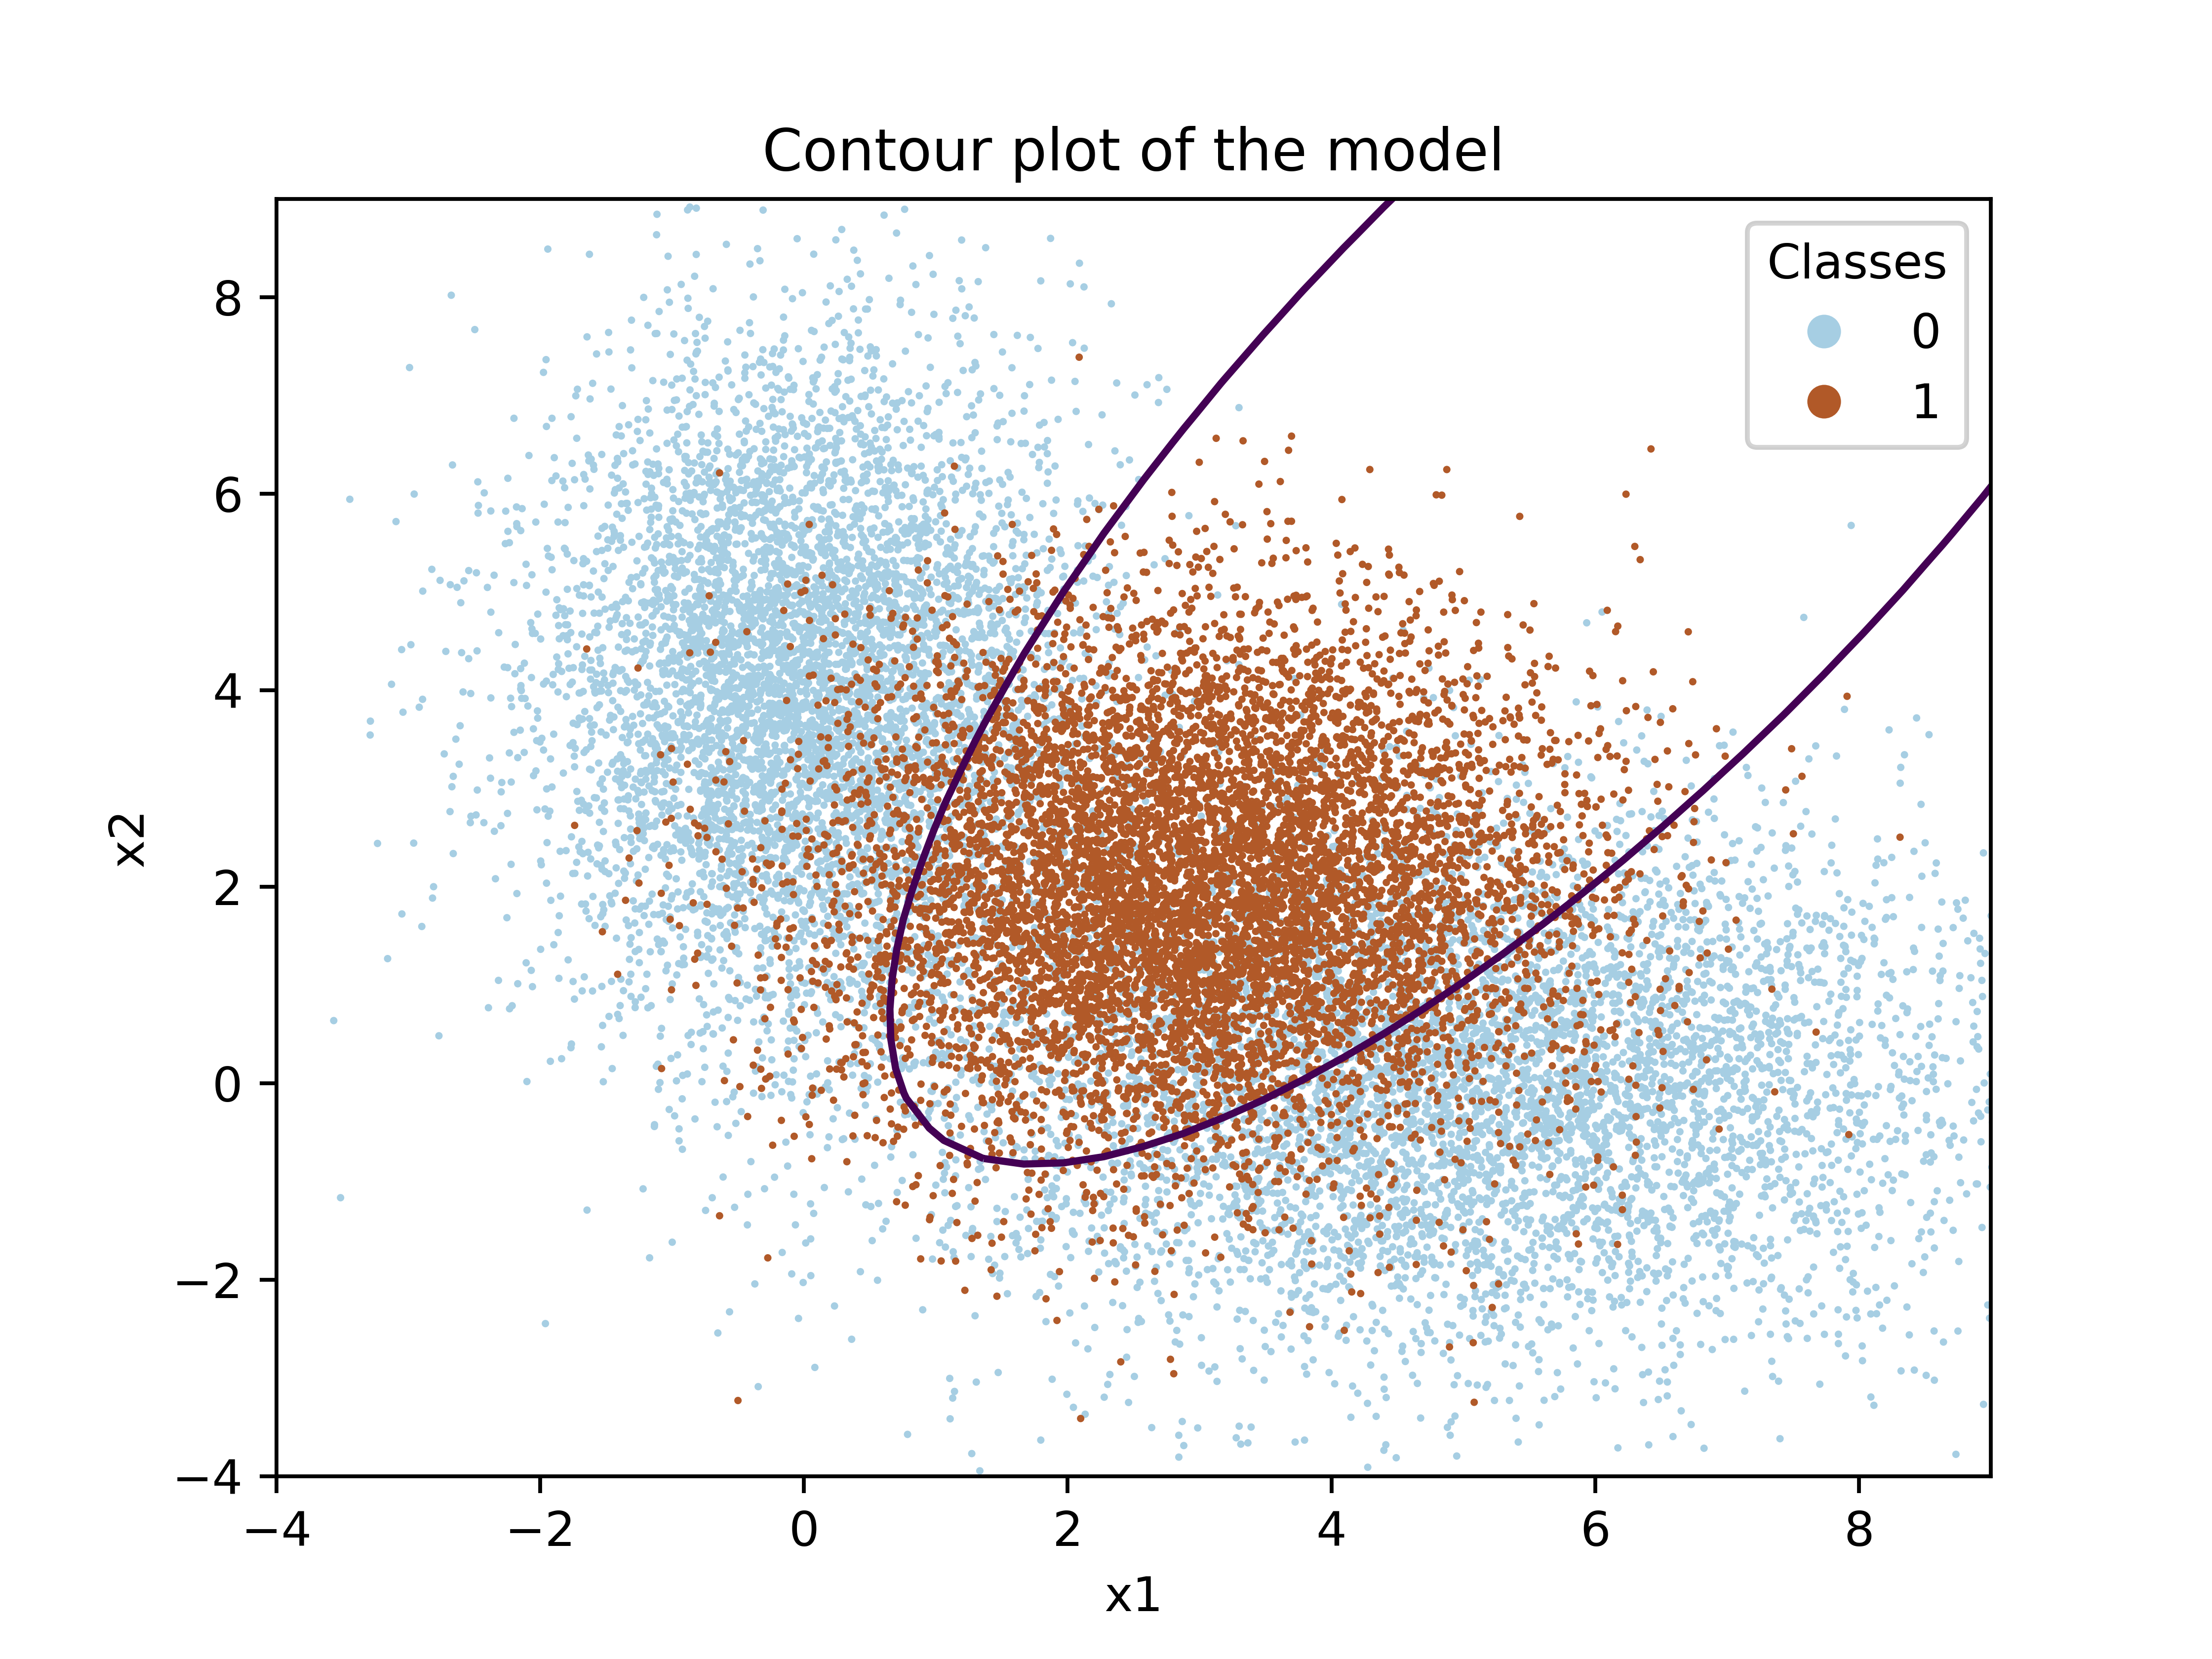 Contour plot of the model
Classes
0
1
8
6
4
2
0
−2
−4
x2
−4 −2 0 2 4 6 8
x1